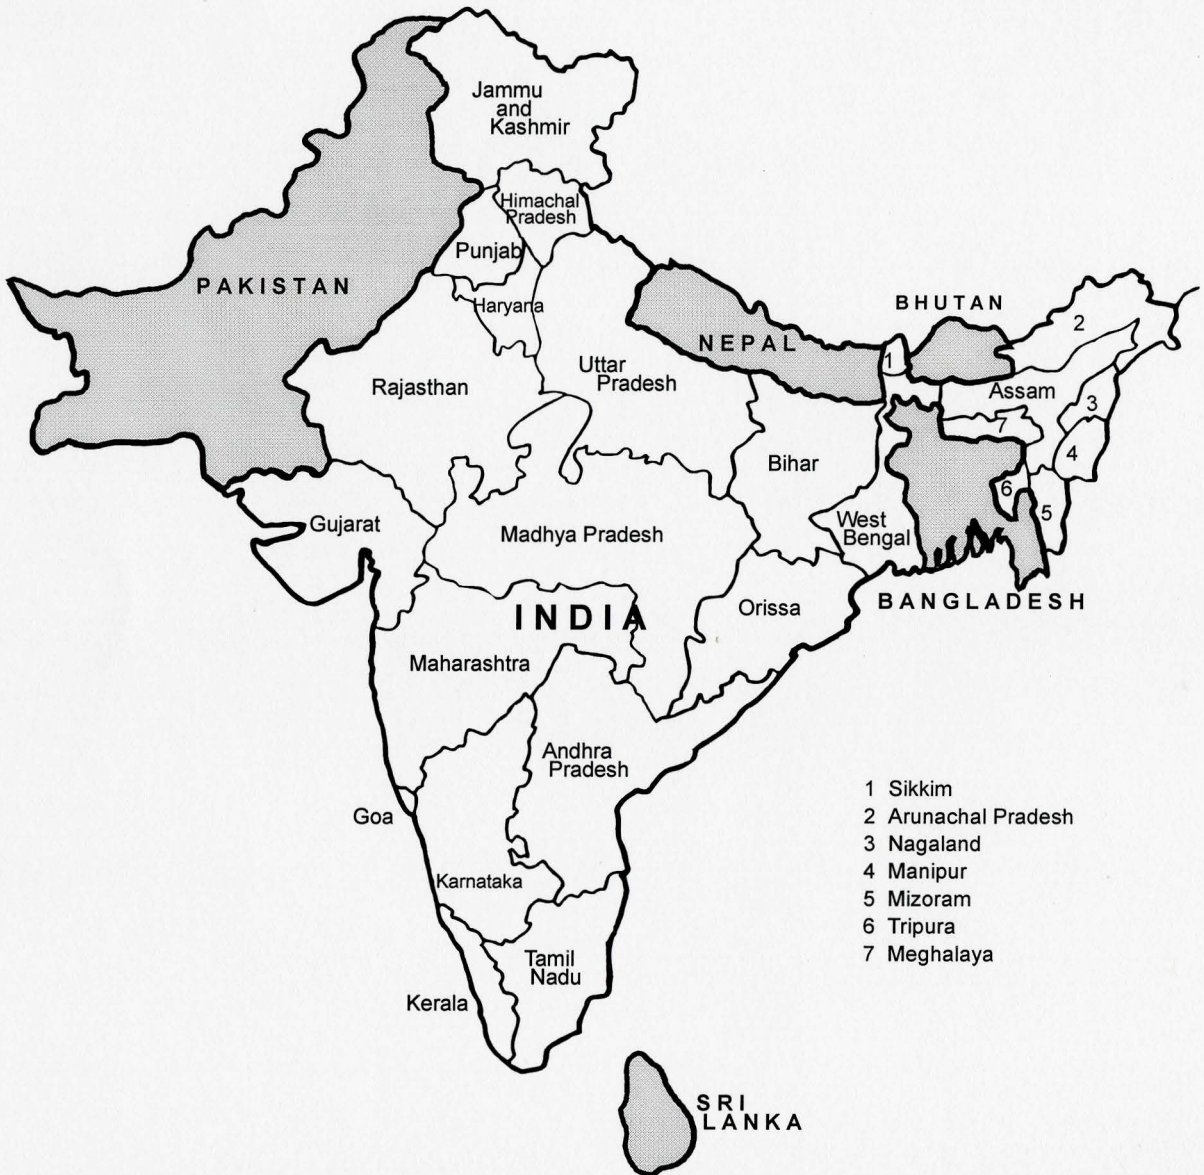 Jammu
and
Kashmir
Himachal
Pradesh
Punjab
PAKISTAN
Haryana
BHUTAN
2
NEPAL
1
Uttar
Pradesh
Rajasthan
Assam
3
7
4
Bihar
6
5
Gujarat
Madhya Pradesh
West
Bengal
INDIA
Orissa
BANGLADESH
Maharashtra
Andhra
Pradesh
Goa
Karnataka
Tamil
Nadu
Kerala
1 Sikkim
2 Arunachal Pradesh
3 Nagaland
4 Manipur
5 Mizoram
6 Tripura
7 Meghalaya
SRI
LANKA